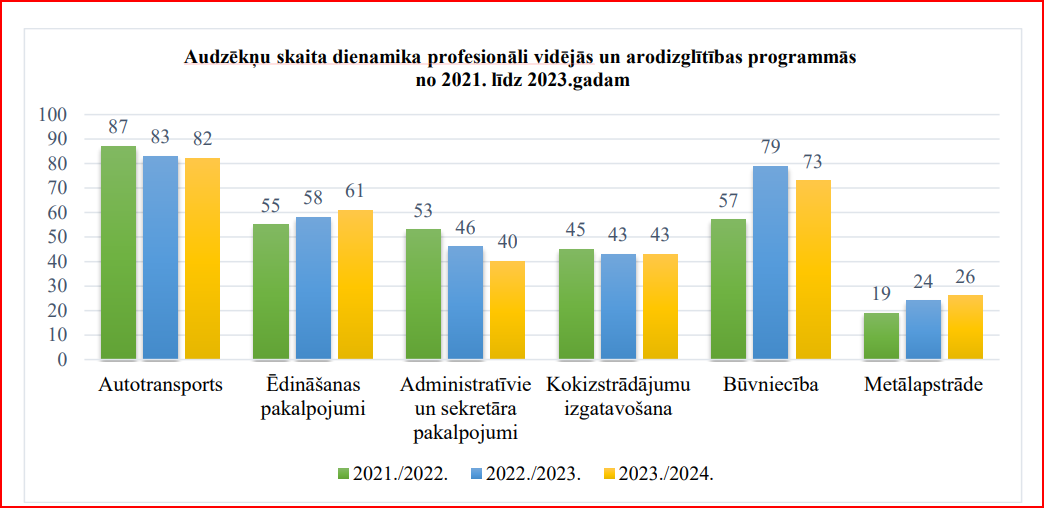 Audzēkņu skaita dienamika profesionāli vidējās un arodizglītības programmās
no 2021. līdz 2023.gadam
100
90
80
70
60
50
40
30
20
10
0
87
83
82
55
58
61
53
46
40
45
43
43
57
79
73
19
24
26
Autotransports
Ēdināšanas
pakalpojumi
Administratīvie
un sekretāra
pakalpojumi
Kokizstrādājumu
izgatavošana
Būvniecība
Metālapstrāde
2021./2022.
2022./2023.
2023./2024.